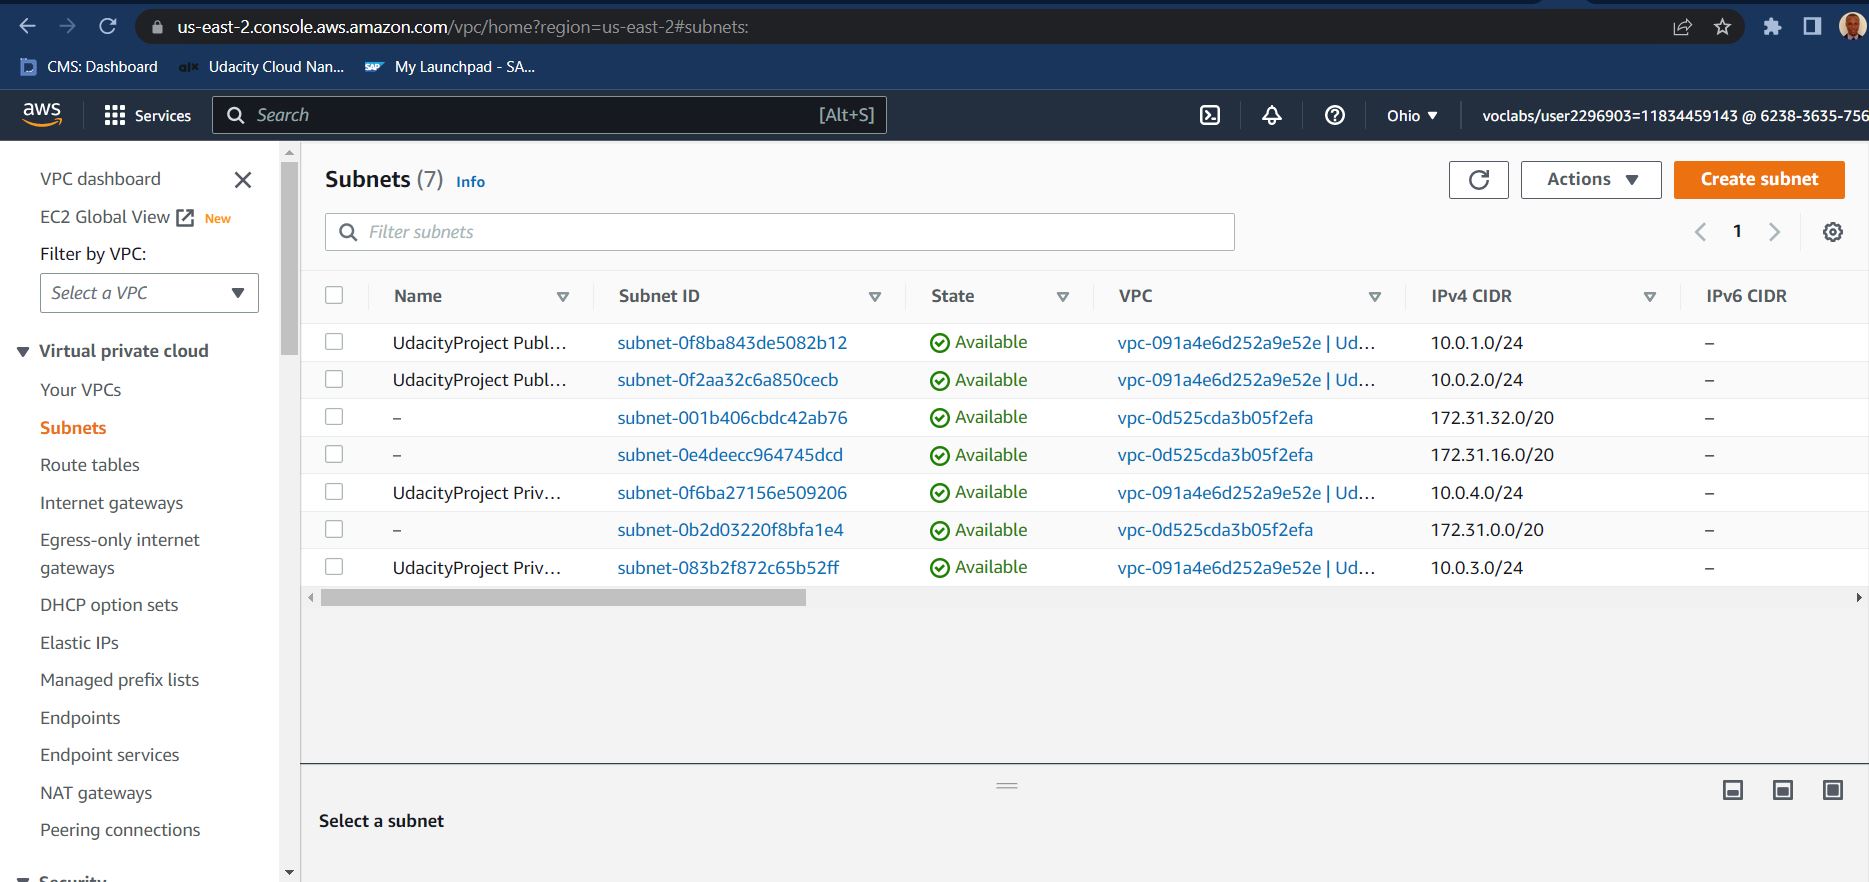 us-east-2.console.aws.amazon.com/vpc/home?region=us-east-2#subnets:
CMS: Dashboard alx Udacity Cloud Nan... SAP My Launchpad - SA...
aws Services Search [Alt+S] Ohio voclabs/user2296903=11834459143 @ 6238-3635-756
VPC dashboard
EC2 Global View New
Filter by VPC:
Select a VPC
Virtual private cloud
Your VPCs
Subnets
Route tables
Internet gateways
Egress-only internet
gateways
DHCP option sets
Elastic IPs
Managed prefix lists
Endpoints
Endpoint services
NAT gateways
Peering connections
Security
Subnets (7) Info Actions Create subnet
Filter subnets 1
Name Subnet ID State VPC IPv4 CIDR IPv6 CIDR
UdacityProject Publ... subnet-0f8ba843de5082b12 Available vpc-091a4e6d252a9e52e | Ud... 10.0.1.0/24 –
UdacityProject Publ... subnet-0f2aa32c6a850cecb Available vpc-091a4e6d252a9e52e | Ud... 10.0.2.0/24 –
– subnet-001b406cbdc42ab76 Available vpc-0d525cda3b05f2efa 172.31.32.0/20 –
– subnet-0e4deecc964745dcd Available vpc-0d525cda3b05f2efa 172.31.16.0/20 –
UdacityProject Priv... subnet-0f6ba27156e509206 Available vpc-091a4e6d252a9e52e | Ud... 10.0.4.0/24 –
– subnet-0b2d03220f8bfa1e4 Available vpc-0d525cda3b05f2efa 172.31.0.0/20 –
UdacityProject Priv... subnet-083b2f872c65b52ff Available vpc-091a4e6d252a9e52e | Ud... 10.0.3.0/24 –
Select a subnet